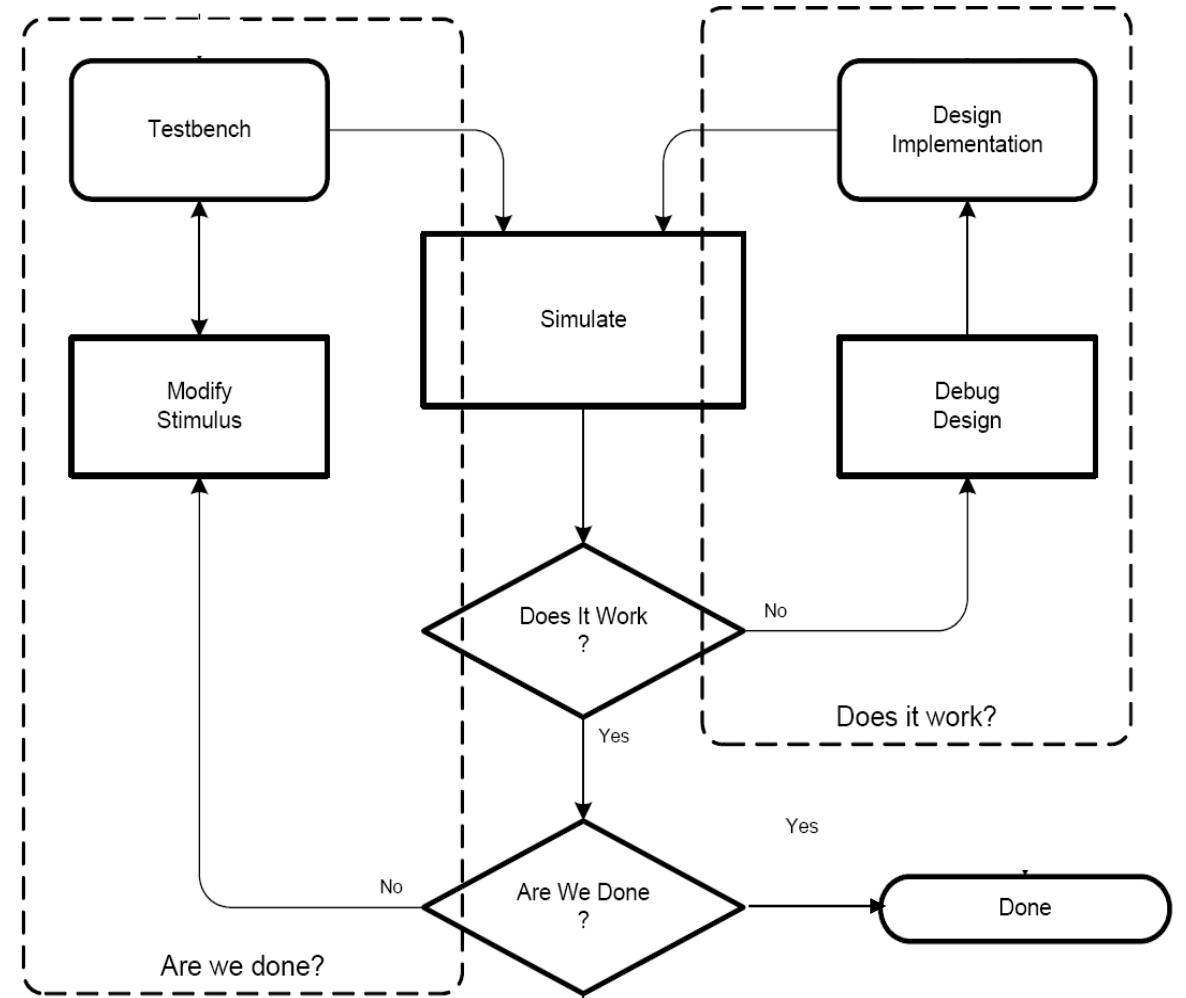 Testbench
Design
Implementation
Simulate
Modify
Stimulus
Debug
Design
Does It Work
?
No
Does it work?
Yes
Yes
Are We Done
?
No
Done
Are we done?